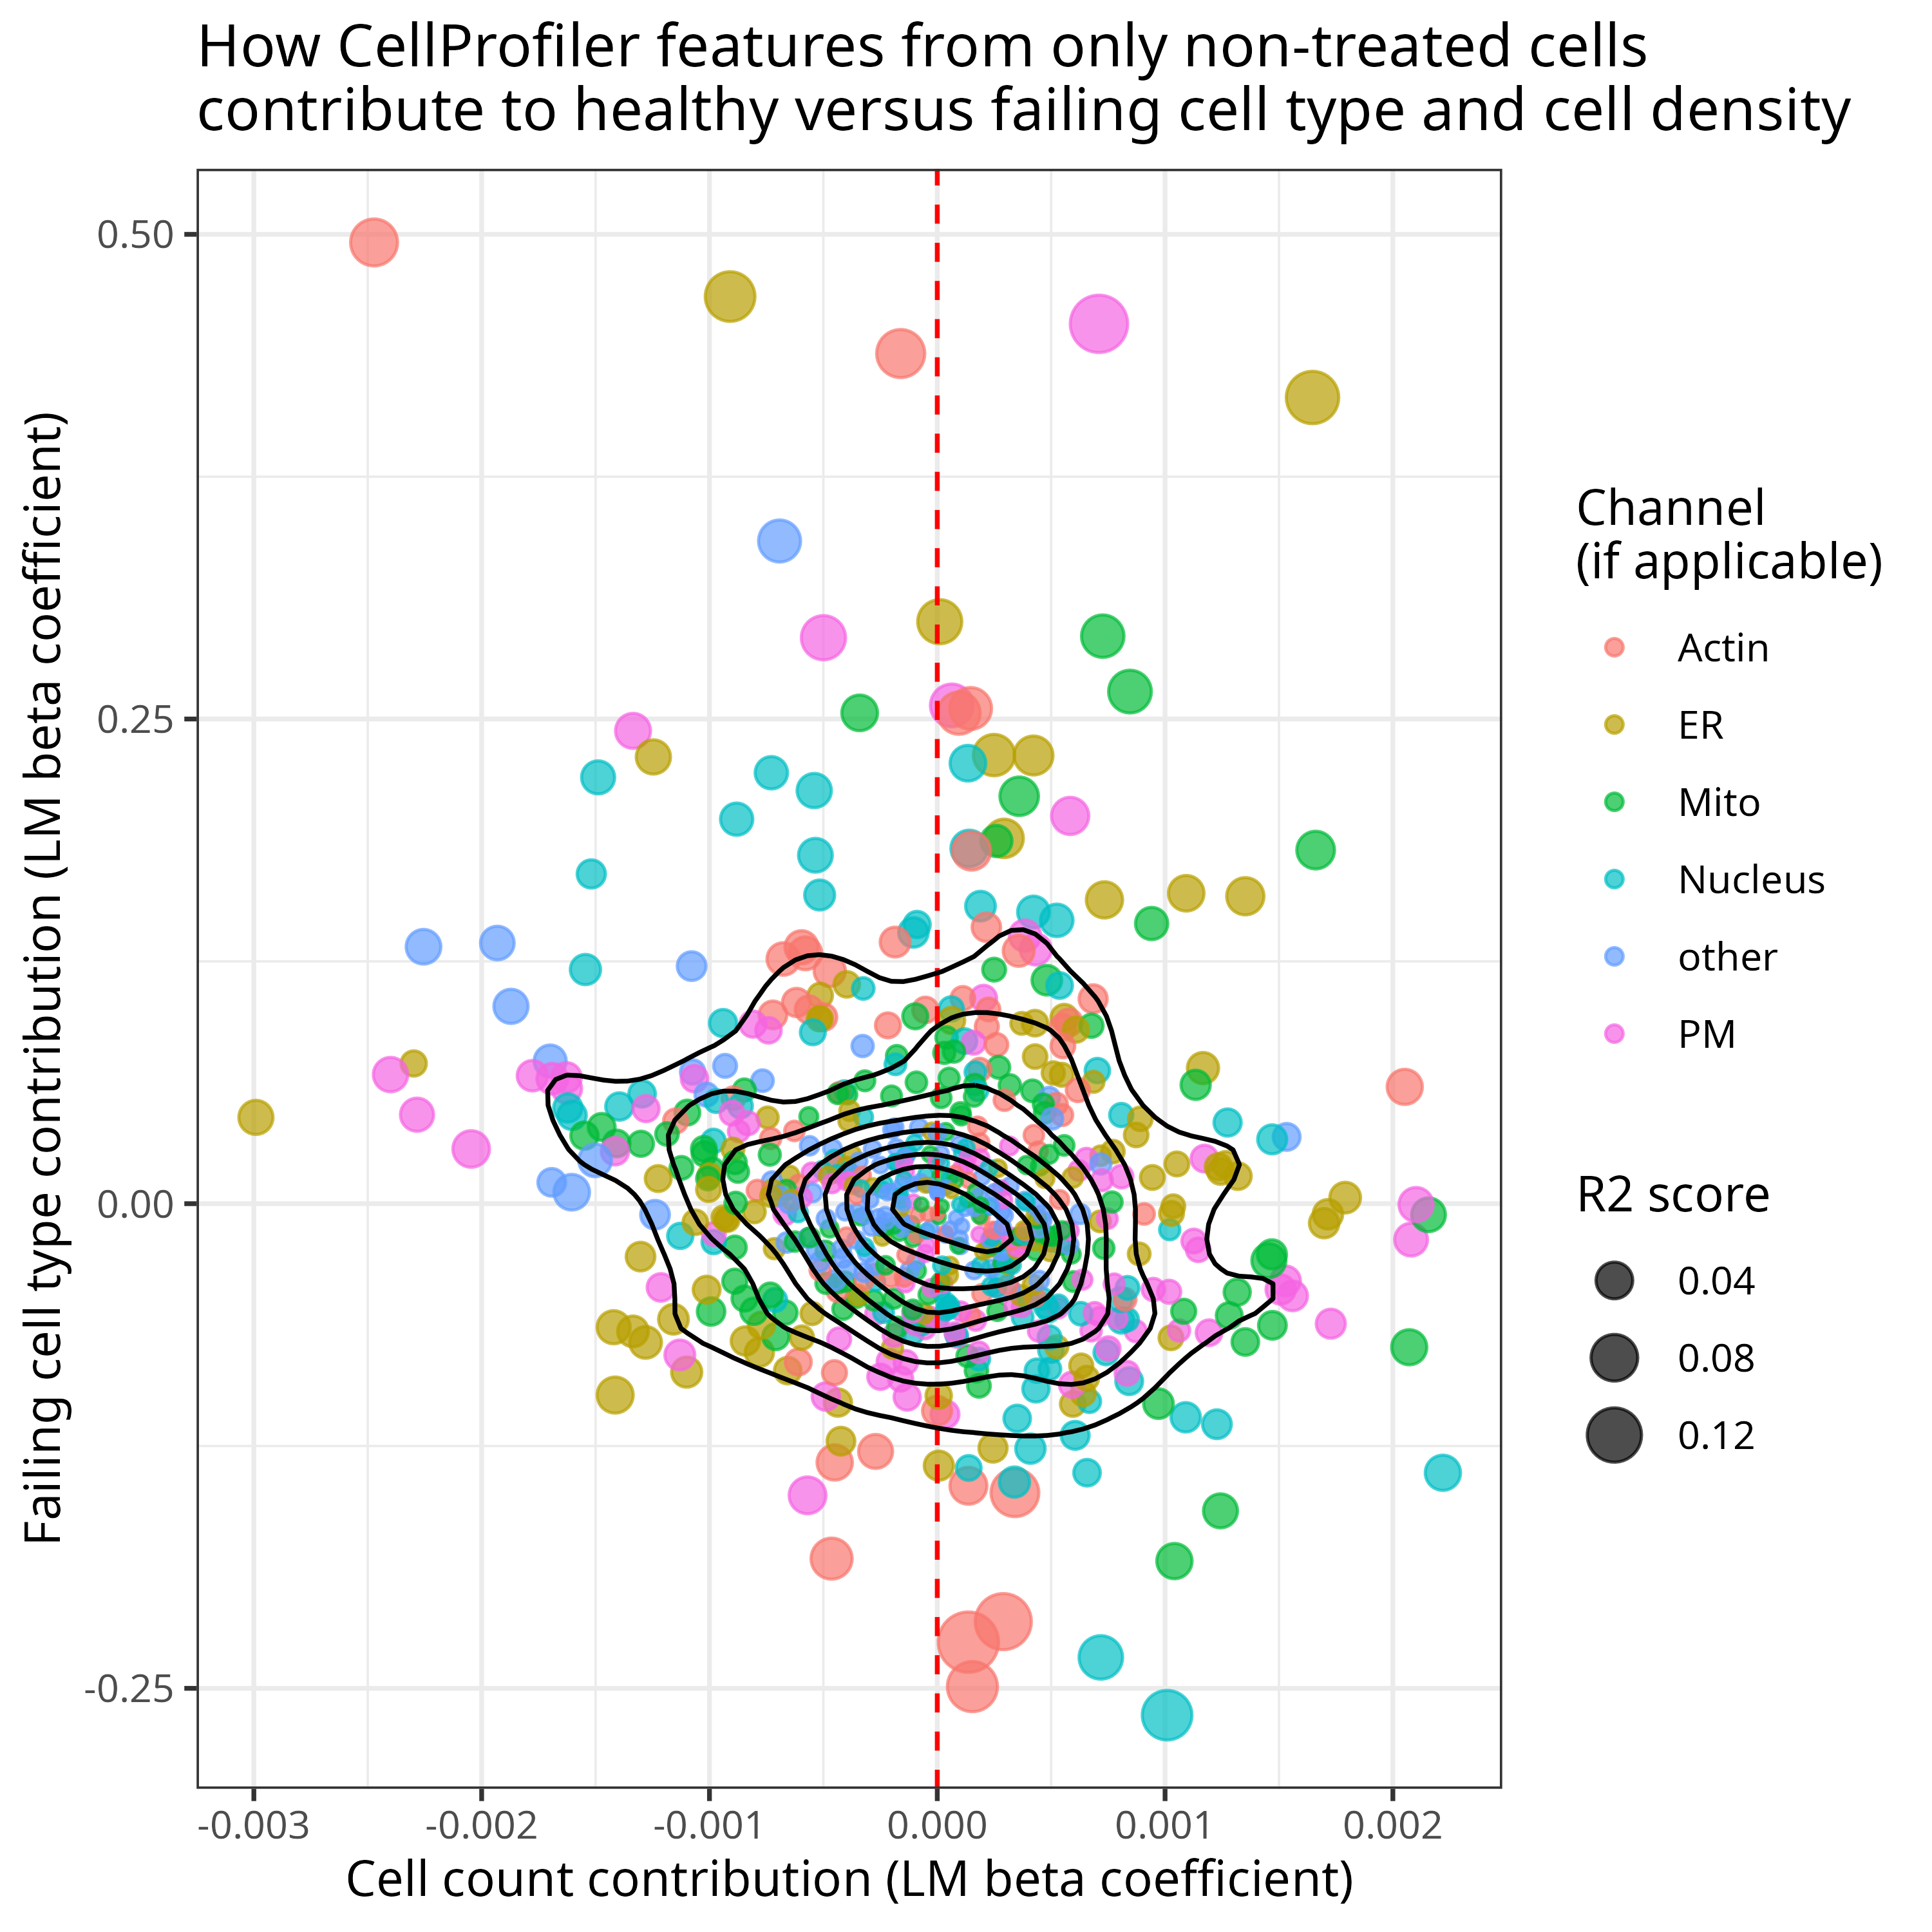 How CellProfiler features from only non-treated cells
contribute to healthy versus failing cell type and cell density
Failing cell type contribution (LM beta coefficient)
0.50
0.25
0.00
-0.25
-0.003
-0.002
-0.001
0.000
0.001
0.002
Cell count contribution (LM beta coefficient)
Channel
(if applicable)
Actin
ER
Mito
Nucleus
other
PM
R2 score
0.04
0.08
0.12